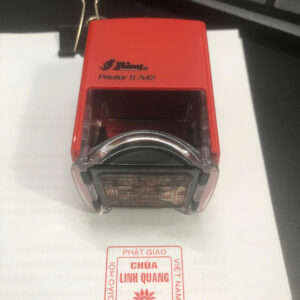 Shiny
Printer S-542
PHẬT GIÁO
GIÁO HỘI
CHÙA
LINH QUANG
VIỆT NAM